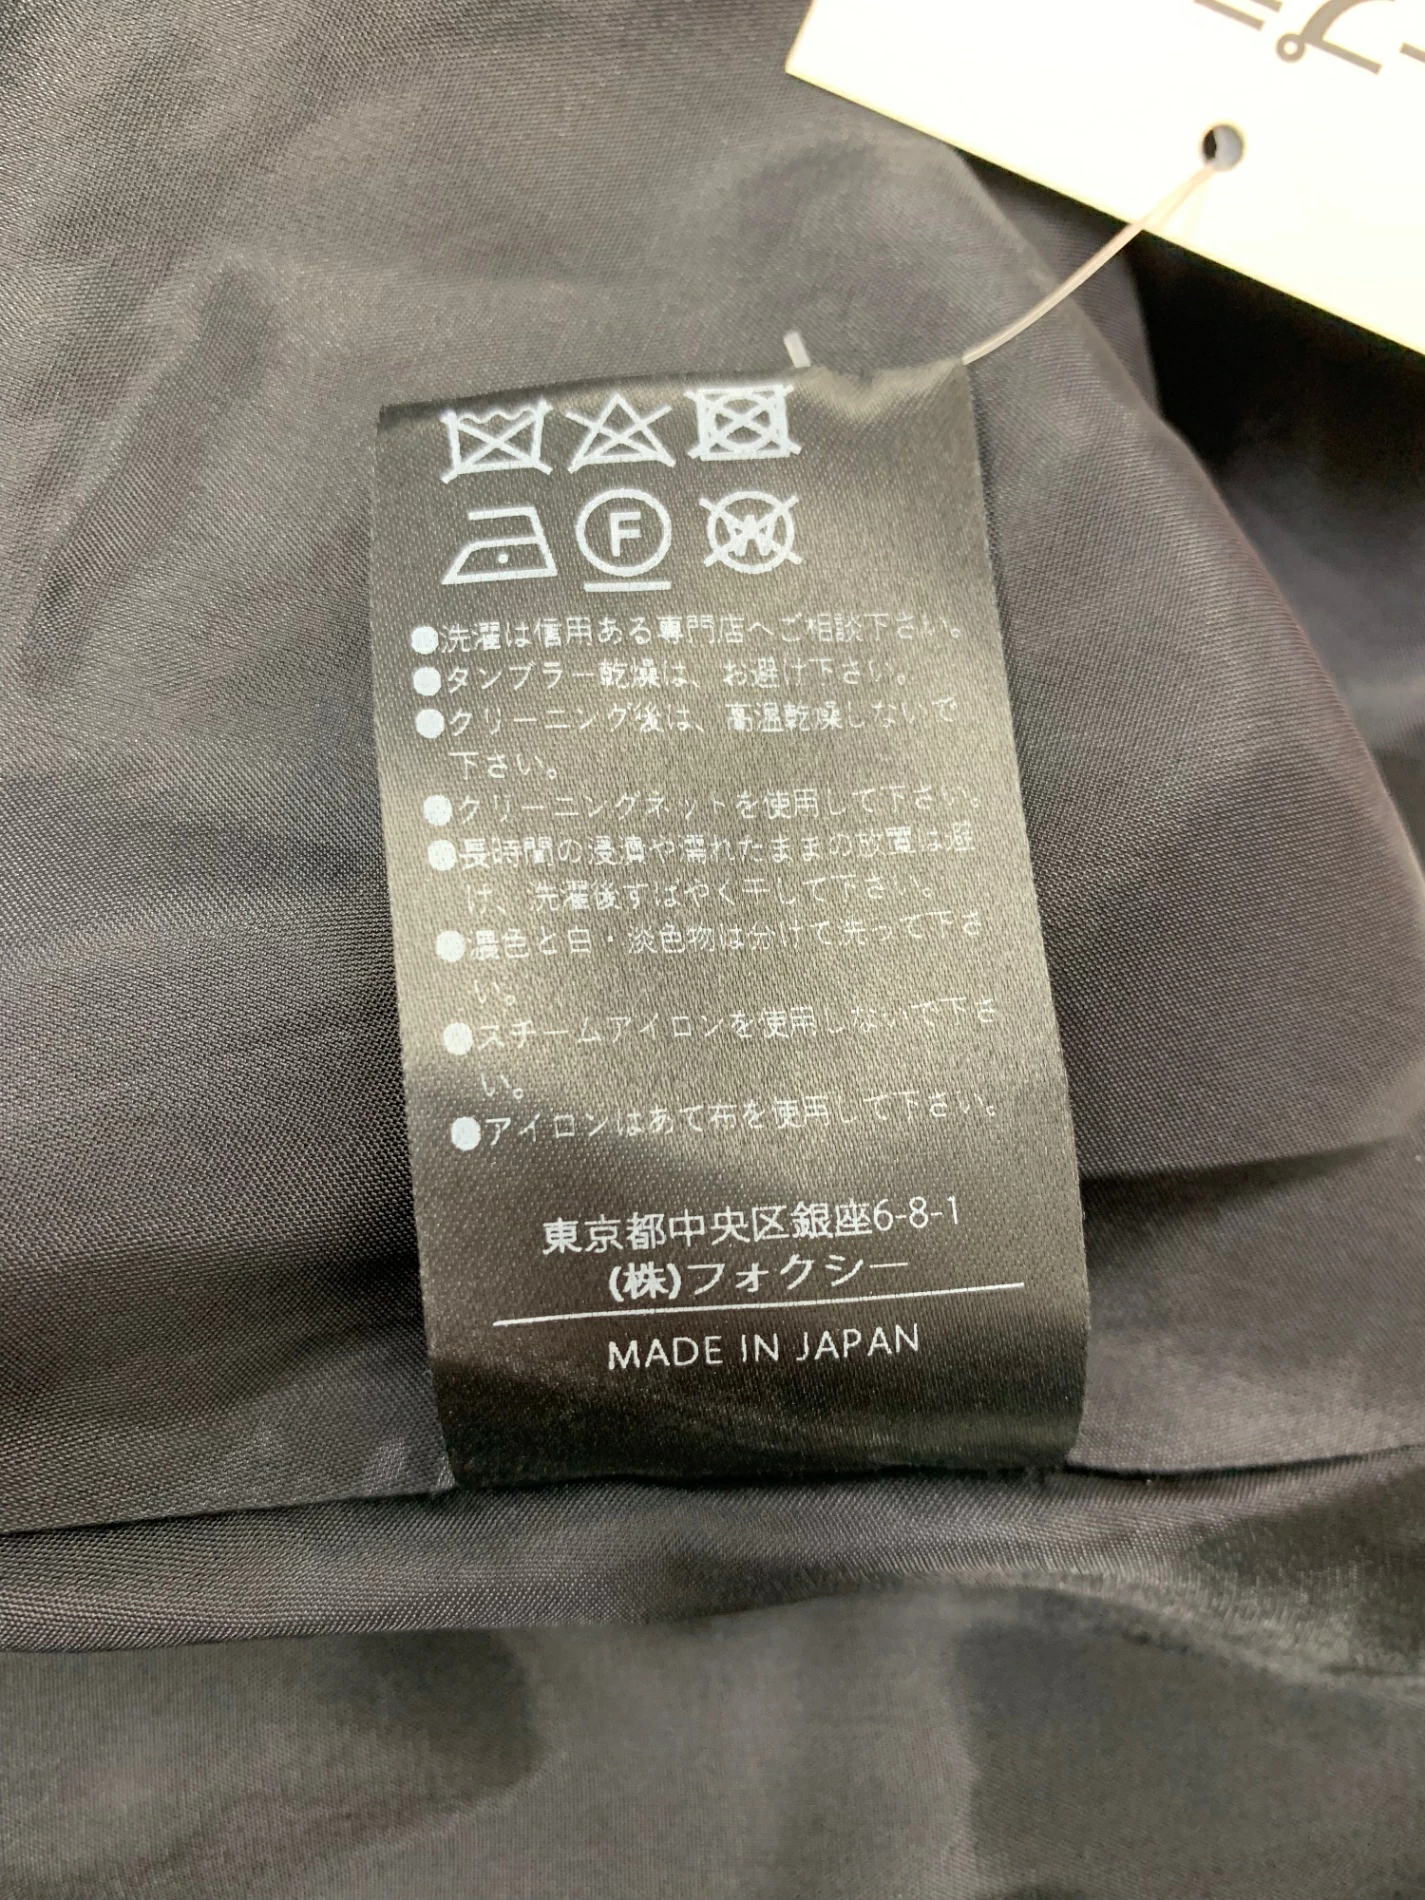 F
W
●洗濯は信用ある専門店へご相談下さい。
●タンブラー乾燥は、お避け下さい。
●クリーニング後は、高温乾燥しないで
下さい。
●クリーニングネットを使用して下さい。
●長時間の浸漬や濡れたままの放置は避
け、洗濯後すばやく干して下さい。
●濃色と白・淡色物は分けて洗って下さ
い。
●スチームアイロンを使用しないで下さ
い。
●アイロンはあて布を使用して下さい。
東京都中央区銀座6-8-1
(株)フォクシー
MADE IN JAPAN